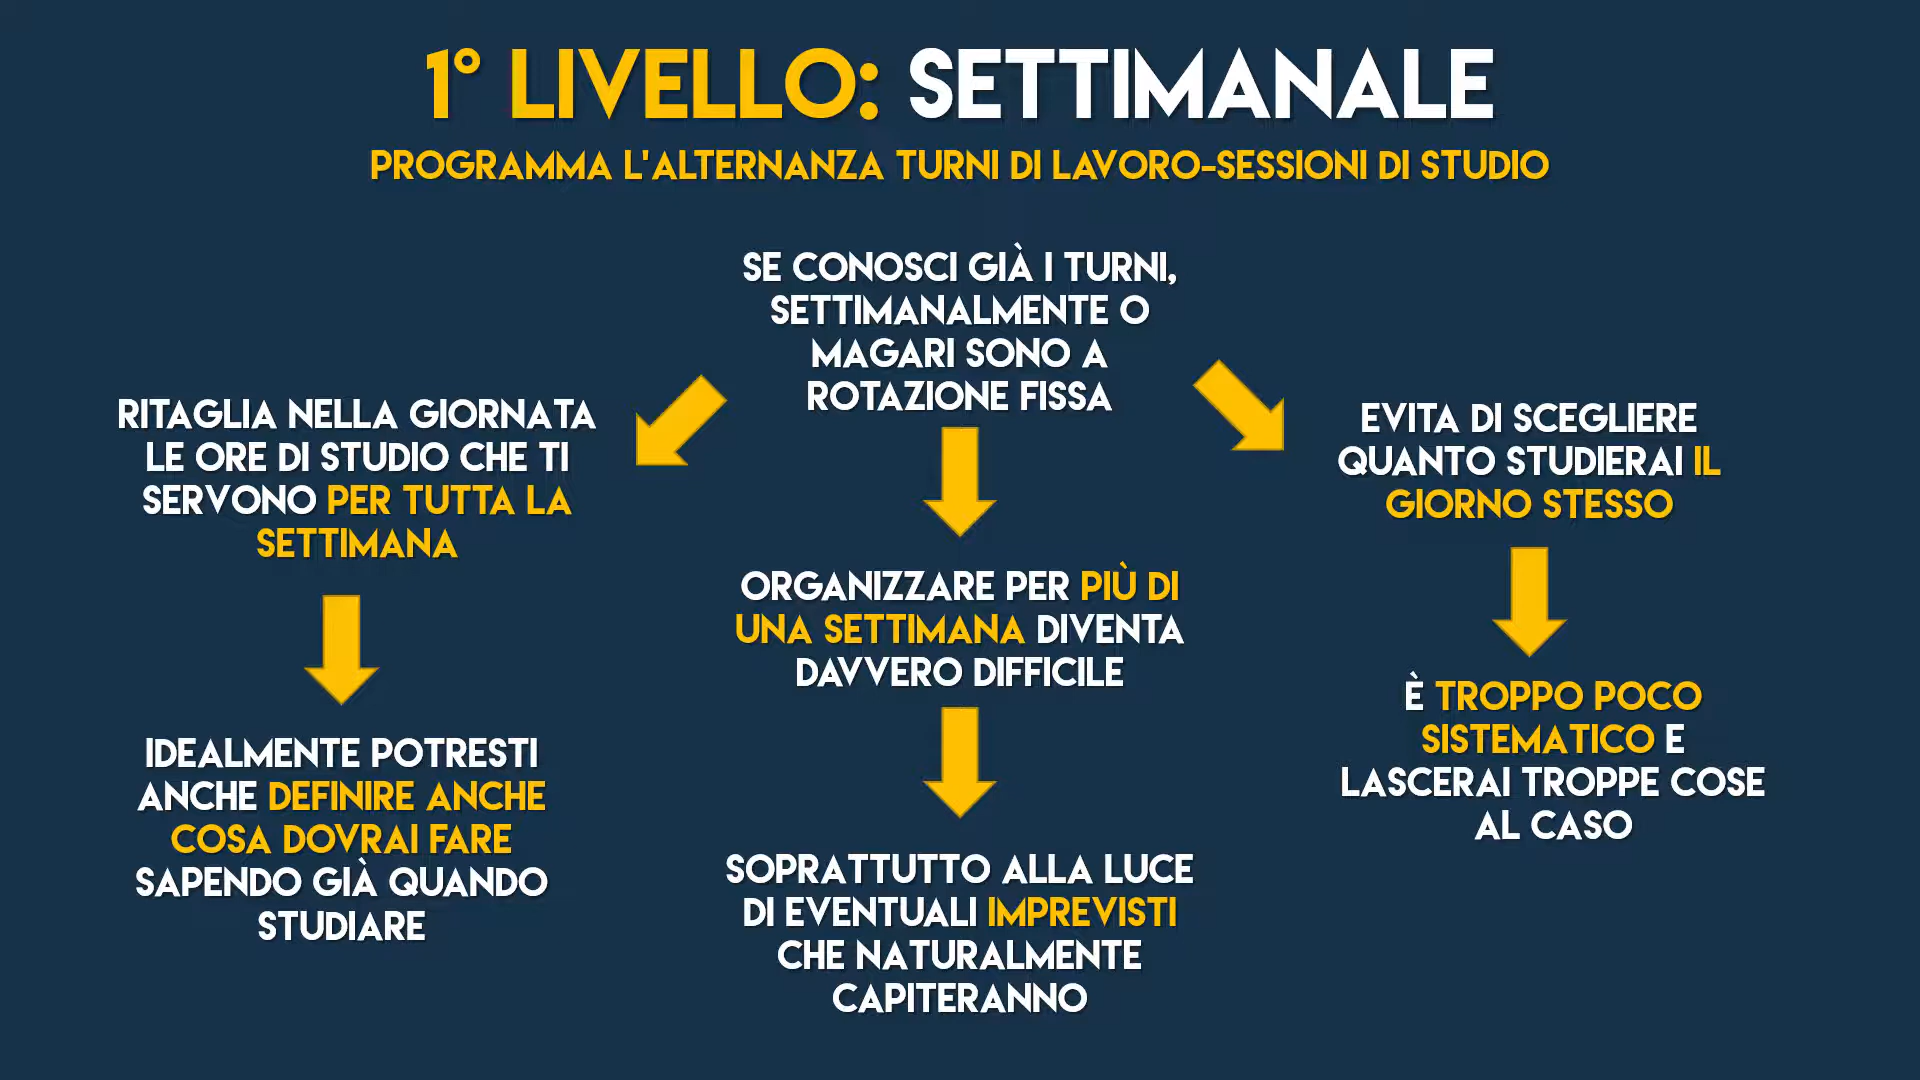 1° LIVELLO: SETTIMANALE
PROGRAMMA L'ALTERNANZA TURNI DI LAVORO-SESSIONI DI STUDIO
SE CONOSCI GIÀ I TURNI,
SETTIMANALMENTE O
MAGARI SONO A
ROTAZIONE FISSA
RITAGLIA NELLA GIORNATA
LE ORE DI STUDIO CHE TI
SERVONO PER TUTTA LA
SETTIMANA
IDEALMENTE POTRESTI
ANCHE DEFINIRE ANCHE
COSA DOVRAI FARE
SAPENDO GIÀ QUANDO
STUDIARE
ORGANIZZARE PER PIÙ DI
UNA SETTIMANA DIVENTA
DAVVERO DIFFICILE
SOPRATTUTTO ALLA LUCE
DI EVENTUALI IMPREVISTI
CHE NATURALMENTE
CAPITERANNO
EVITA DI SCEGLIERE
QUANTO STUDIERAI IL
GIORNO STESSO
È TROPPO POCO
SISTEMATICO E
LASCERAI TROPPE COSE
AL CASO